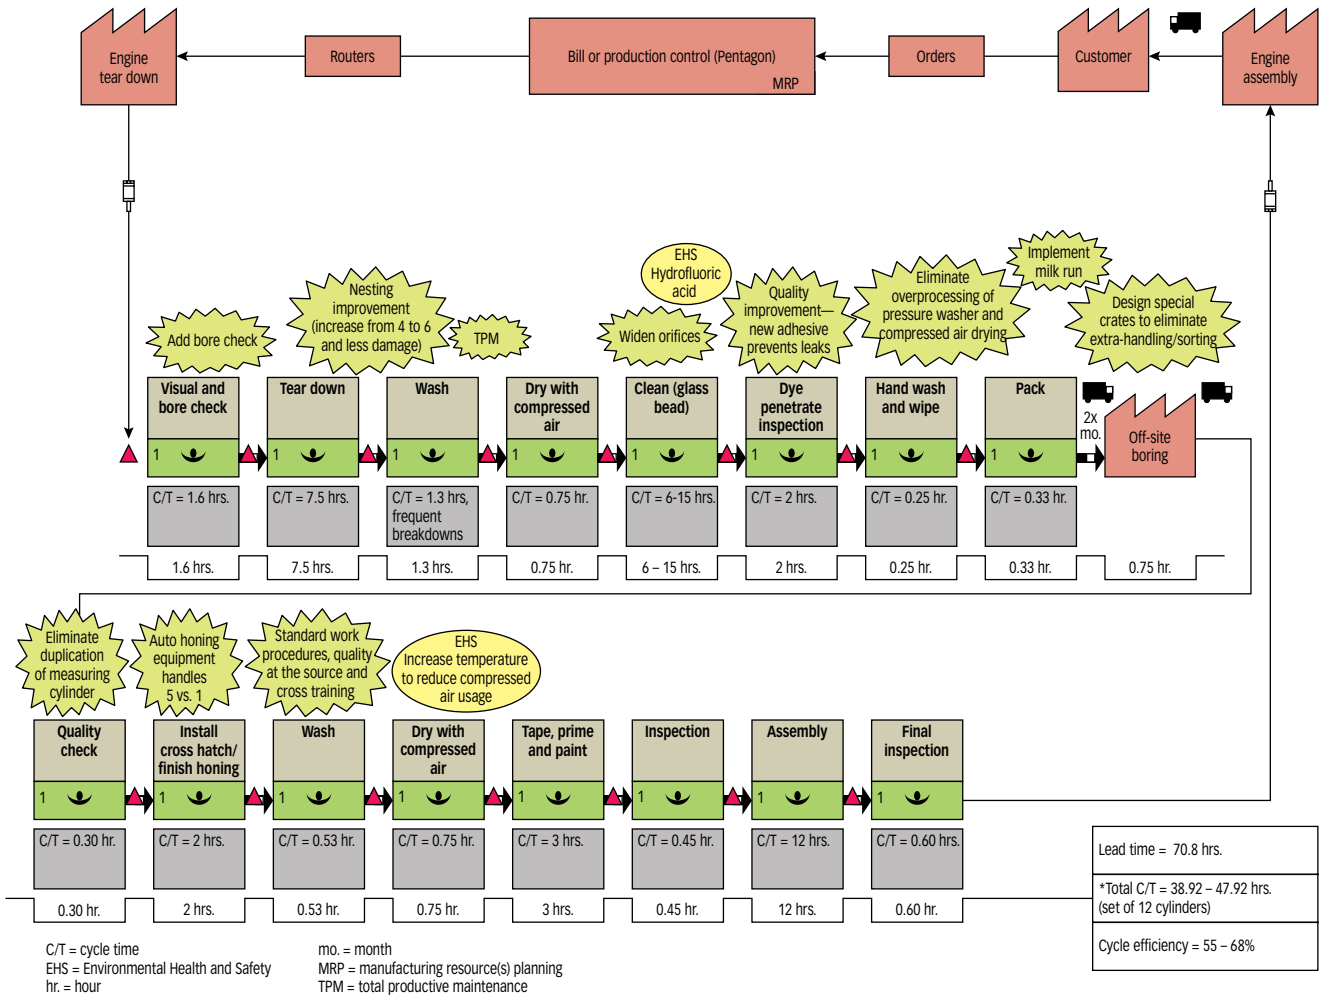 Engine
tear down
Routers
Bill or production control (Pentagon)
MRP
Orders
Customer
Engine
assembly
Add bore check
Nesting
improvement
(increase from 4 to 6
and less damage)
TPM
EHS
Hydrofluoric
acid
Widen orifices
Quality
improvement—
new adhesive
prevents leaks
Eliminate
overprocessing of
pressure washer and
compressed air drying
Implement
milk run
Design special
crates to eliminate
extra-handling/sorting
Visual and
bore check
1
C/T = 1.6 hrs.
1.6 hrs.
Tear down
1
C/T = 7.5 hrs.
7.5 hrs.
Wash
1
C/T = 1.3 hrs,
frequent
breakdowns
1.3 hrs.
Dry with
compressed
air
1
C/T = 0.75 hr.
0.75 hr.
Clean (glass
bead)
1
C/T = 6-15 hrs.
6 – 15 hrs.
Dye
penetrate
inspection
1
C/T = 2 hrs.
2 hrs.
Hand wash
and wipe
1
C/T = 0.25 hr.
0.25 hr.
Pack
1
C/T = 0.33 hr.
0.33 hr.
2x
mo.
Off-site
boring
0.75 hr.
Eliminate
duplication
of measuring
cylinder
Auto honing
equipment
handles
5 vs. 1
Standard work
procedures, quality
at the source and
cross training
EHS
Increase temperature
to reduce compressed
air usage
Quality
check
1
C/T = 0.30 hr.
0.30 hr.
Install
cross hatch/
finish honing
1
C/T = 2 hrs.
2 hrs.
Wash
1
C/T = 0.53 hr.
0.53 hr.
Dry with
compressed
air
1
C/T = 0.75 hr.
0.75 hr.
Tape, prime
and paint
1
C/T = 3 hrs.
3 hrs.
Inspection
1
C/T = 0.45 hr.
0.45 hr.
Assembly
1
C/T = 12 hrs.
12 hrs.
Final
inspection
1
C/T = 0.60 hrs.
0.60 hr.
Lead time = 70.8 hrs.
*Total C/T = 38.92 – 47.92 hrs.
(set of 12 cylinders)
Cycle efficiency = 55 – 68%
C/T = cycle time
EHS = Environmental Health and Safety
hr. = hour
mo. = month
MRP = manufacturing resource(s) planning
TPM = total productive maintenance